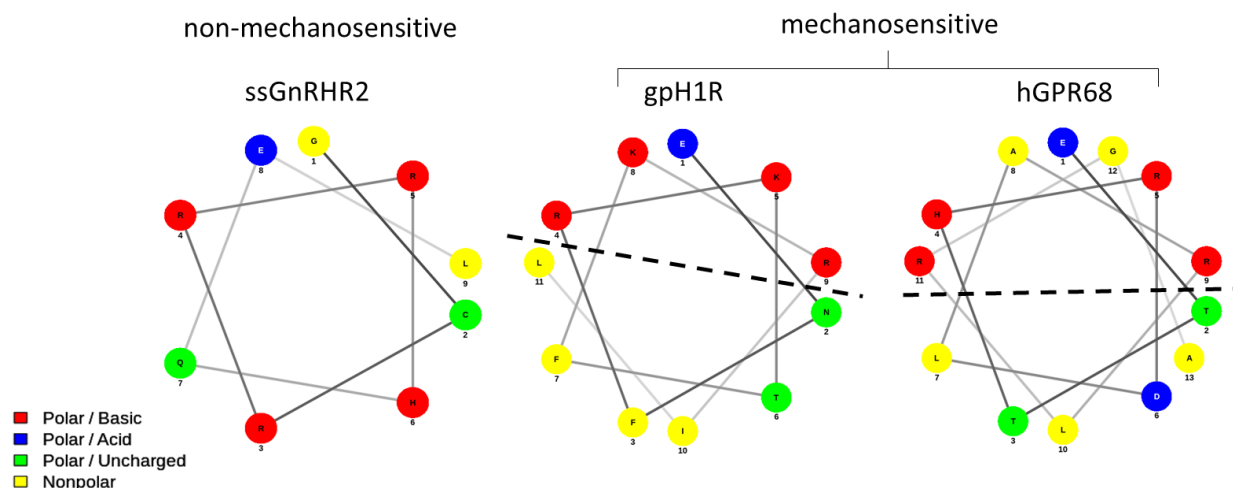 non-mechanosensitive
mechanosensitive
ssGnRHR2
gpH1R
hGPR68
G
1
C
2
R
3
R
4
R
5
H
6
Q
7
E
8
L
9
E
1
N
2
F
3
R
4
K
5
T
6
F
7
K
8
R
9
I
10
L
11
E
1
T
2
T
3
H
4
R
5
D
6
L
7
A
8
R
9
L
10
R
11
G
12
A
13
Polar / Basic
Polar / Acid
Polar / Uncharged
Nonpolar